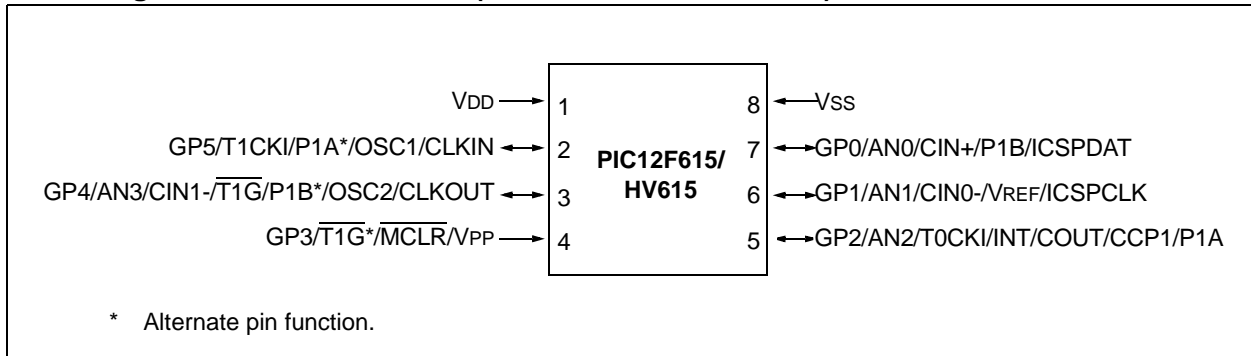 VDD
1
8
VSS
GP5/T1CKI/P1A*/OSC1/CLKIN
2
PIC12F615/
HV615
7
GP0/AN0/CIN+/P1B/ICSPDAT
GP4/AN3/CIN1-/T1G/P1B*/OSC2/CLKOUT
3
6
GP1/AN1/CIN0-/VREF/ICSPCLK
GP3/T1G*/MCLR/VPP
4
5
GP2/AN2/T0CKI/INT/COUT/CCP1/P1A
* Alternate pin function.